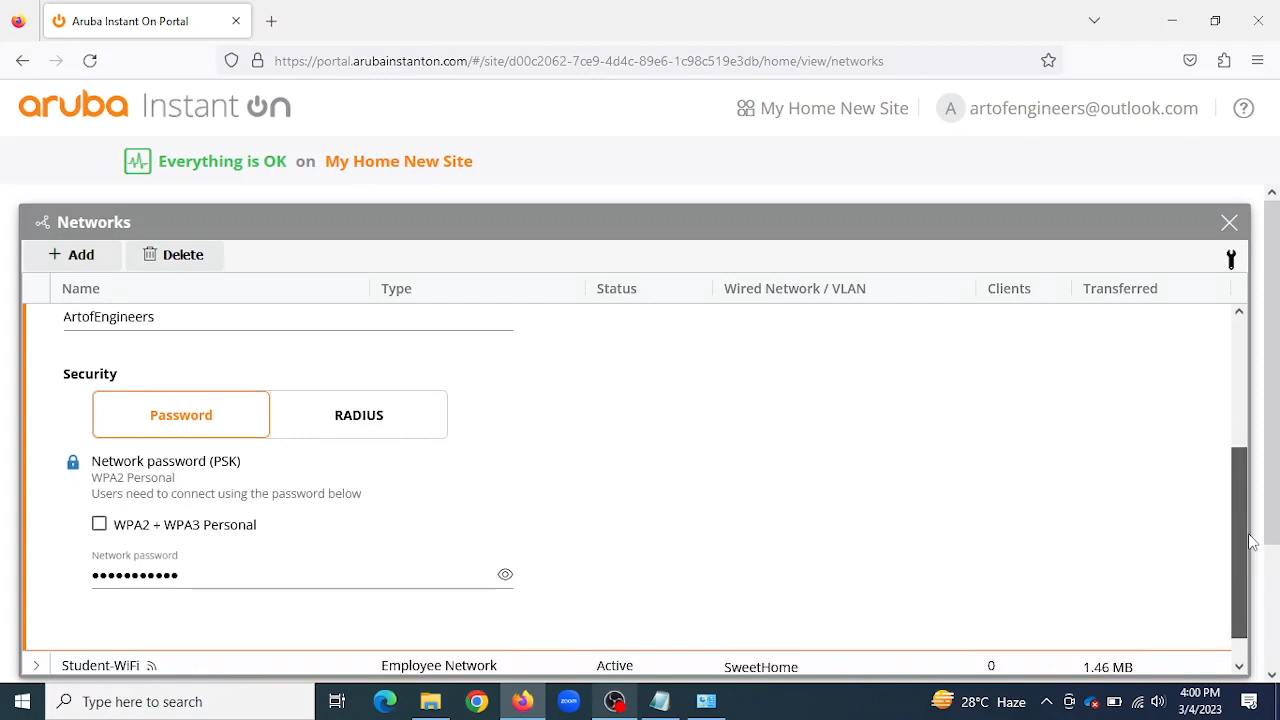 Aruba Instant On Portal
https://portal.arubainstanton.com/#/site/d00c2062-7ce9-4d4c-89e6-1c98c519e3db/home/view/networks
aruba Instant On
My Home New Site
A artofengineers@outlook.com
?
Everything is OK on My Home New Site
Networks
+ Add
Delete
Name Type Status Wired Network / VLAN Clients Transferred
ArtofEngineers
Security
Password RADIUS
Network password (PSK)
WPA2 Personal
Users need to connect using the password below
WPA2 + WPA3 Personal
Network password
•••••••••••
Student-WiFi Employee Network Active SweetHome 0 1.46 MB
Type here to search
zoom
28°C Haze
4:00 PM
3/4/2023